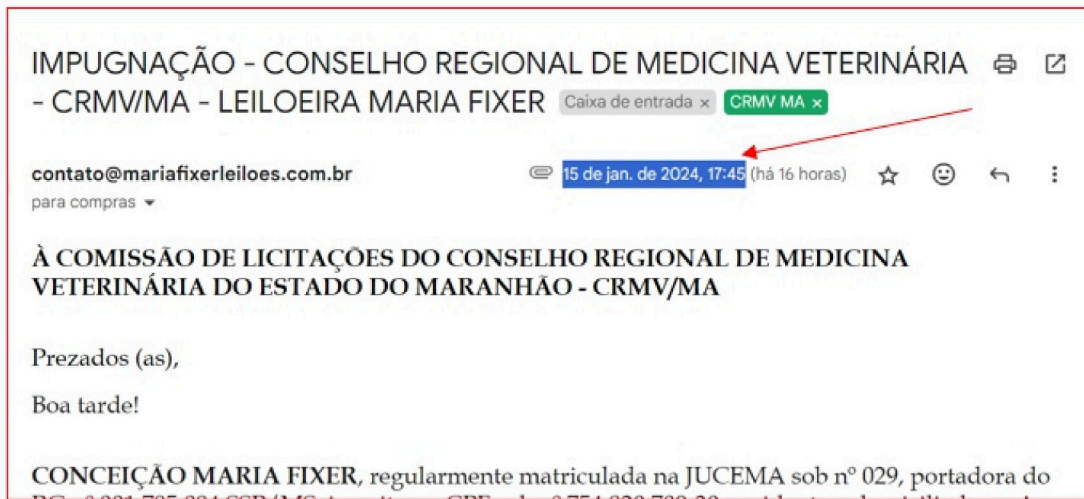 IMPUGNAÇÃO - CONSELHO REGIONAL DE MEDICINA VETERINÁRIA
- CRMV/MA - LEILOEIRA MARIA FIXER Caixa de entrada x CRMV MA x
contato@mariafixerleiloes.com.br 15 de jan. de 2024, 17:45 (há 16 horas)
para compras
À COMISSÃO DE LICITAÇÕES DO CONSELHO REGIONAL DE MEDICINA
VETERINÁRIA DO ESTADO DO MARANHÃO - CRMV/MA
Prezados (as),
Boa tarde!
CONCEIÇÃO MARIA FIXER, regularmente matriculada na JUCEMA sob nº 029, portadora do